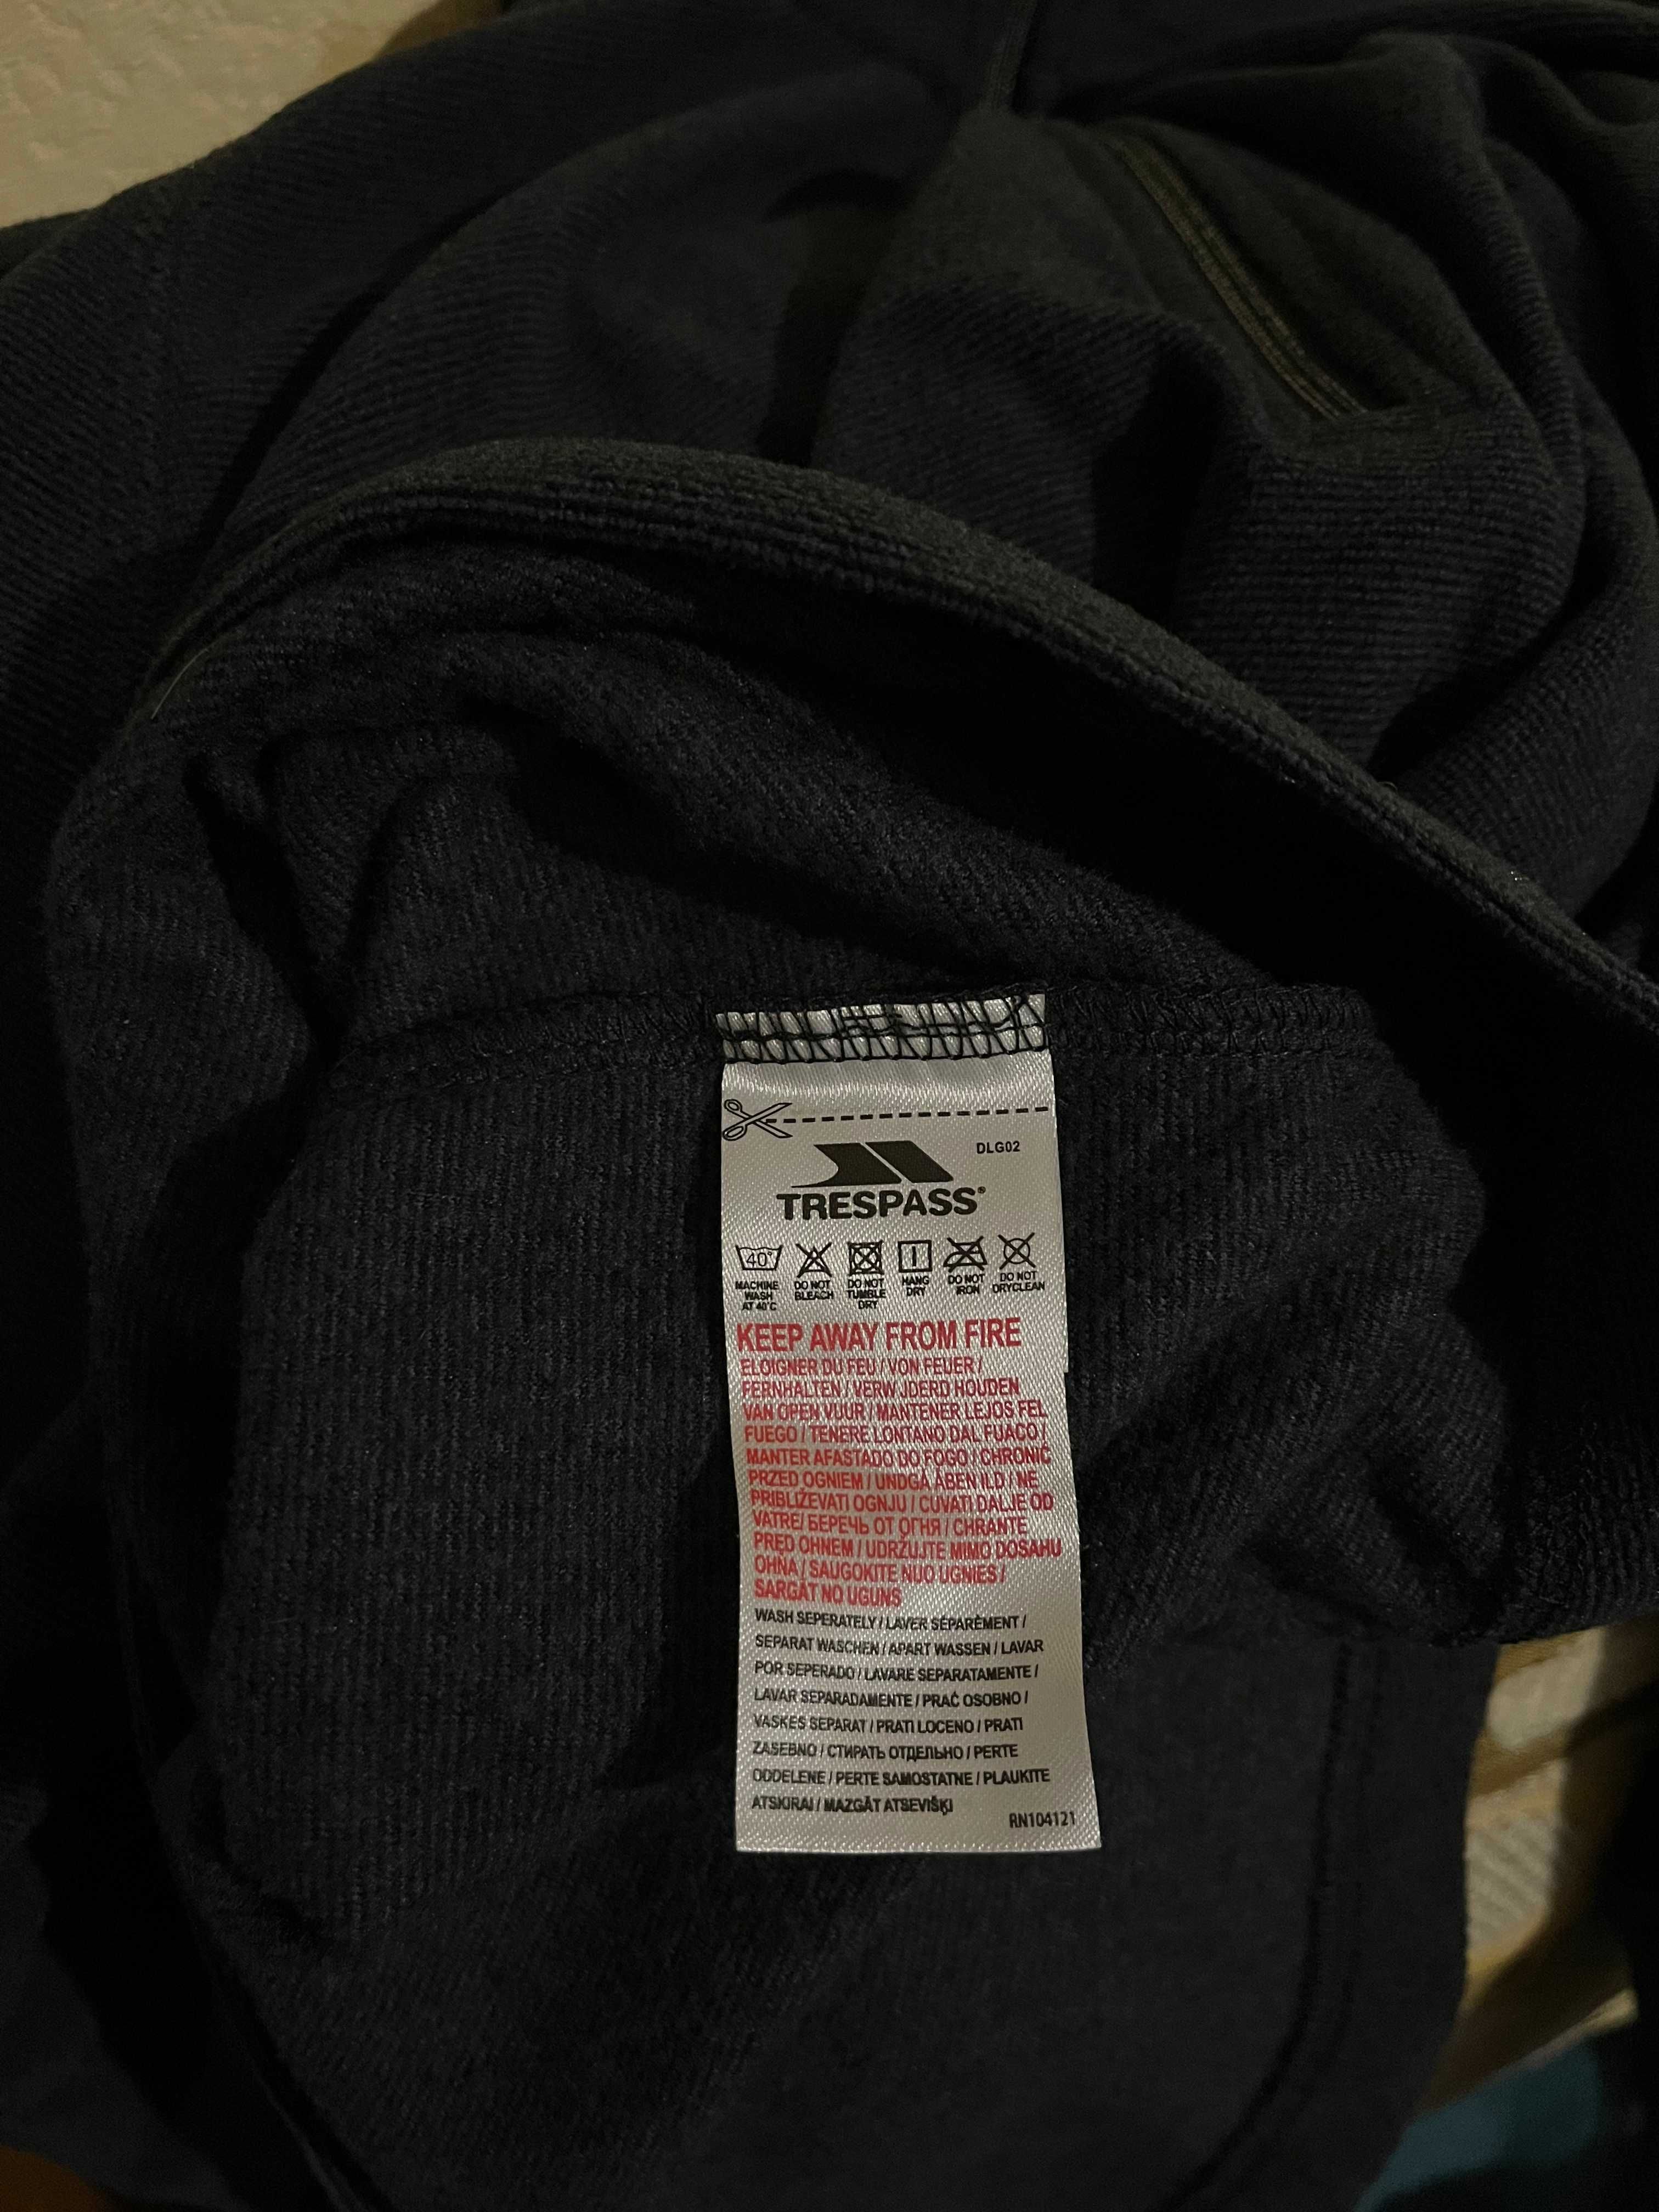 DLG02
TRESPASS®
40°
MACHINE WASH AT 40°C
DO NOT BLEACH
DO NOT TUMBLE DRY
HANG DRY
DO NOT IRON
DO NOT DRYCLEAN
KEEP AWAY FROM FIRE
ELOIGNER DU FEU / VON FEUER /
FERNHALTEN / VERW JDERD HOUDEN
VAN OPEN VUUR / MANTENER LEJOS FEL
FUEGO / TENERE LONTANO DAL FUACO /
MANTER AFASTADO DO FOGO / CHRONIĆ
PRZED OGNIEM / UNDGÅ ÅBEN ILD / NE
PRIBLIŽEVATI OGNJU / CUVATI DALJE OD
VATRE/ БЕРЕЧЬ ОТ ОГНЯ / CHRANTE
PRED OHNEM / UDRŽUJTE MIMO DOSAHU
OHŇA / SAUGOKITE NUO UGNIES /
SARGĀT NO UGUNS
WASH SEPERATELY / LAVER SÉPARÉMENT /
SEPARAT WASCHEN / APART WASSEN / LAVAR
POR SEPERADO / LAVARE SEPARATAMENTE /
LAVAR SEPARADAMENTE / PRAĆ OSOBNO /
VASKES SEPARAT / PRATI LOCENO / PRATI
ZASEBNO / СТИРАТЬ ОТДЕЛЬНО / PERTE
ODDELENE / PERTE SAMOSTATNE / PLAUKITE
ATSKIRAI / MAZGĀT ATSEVIŠĶI
RN104121